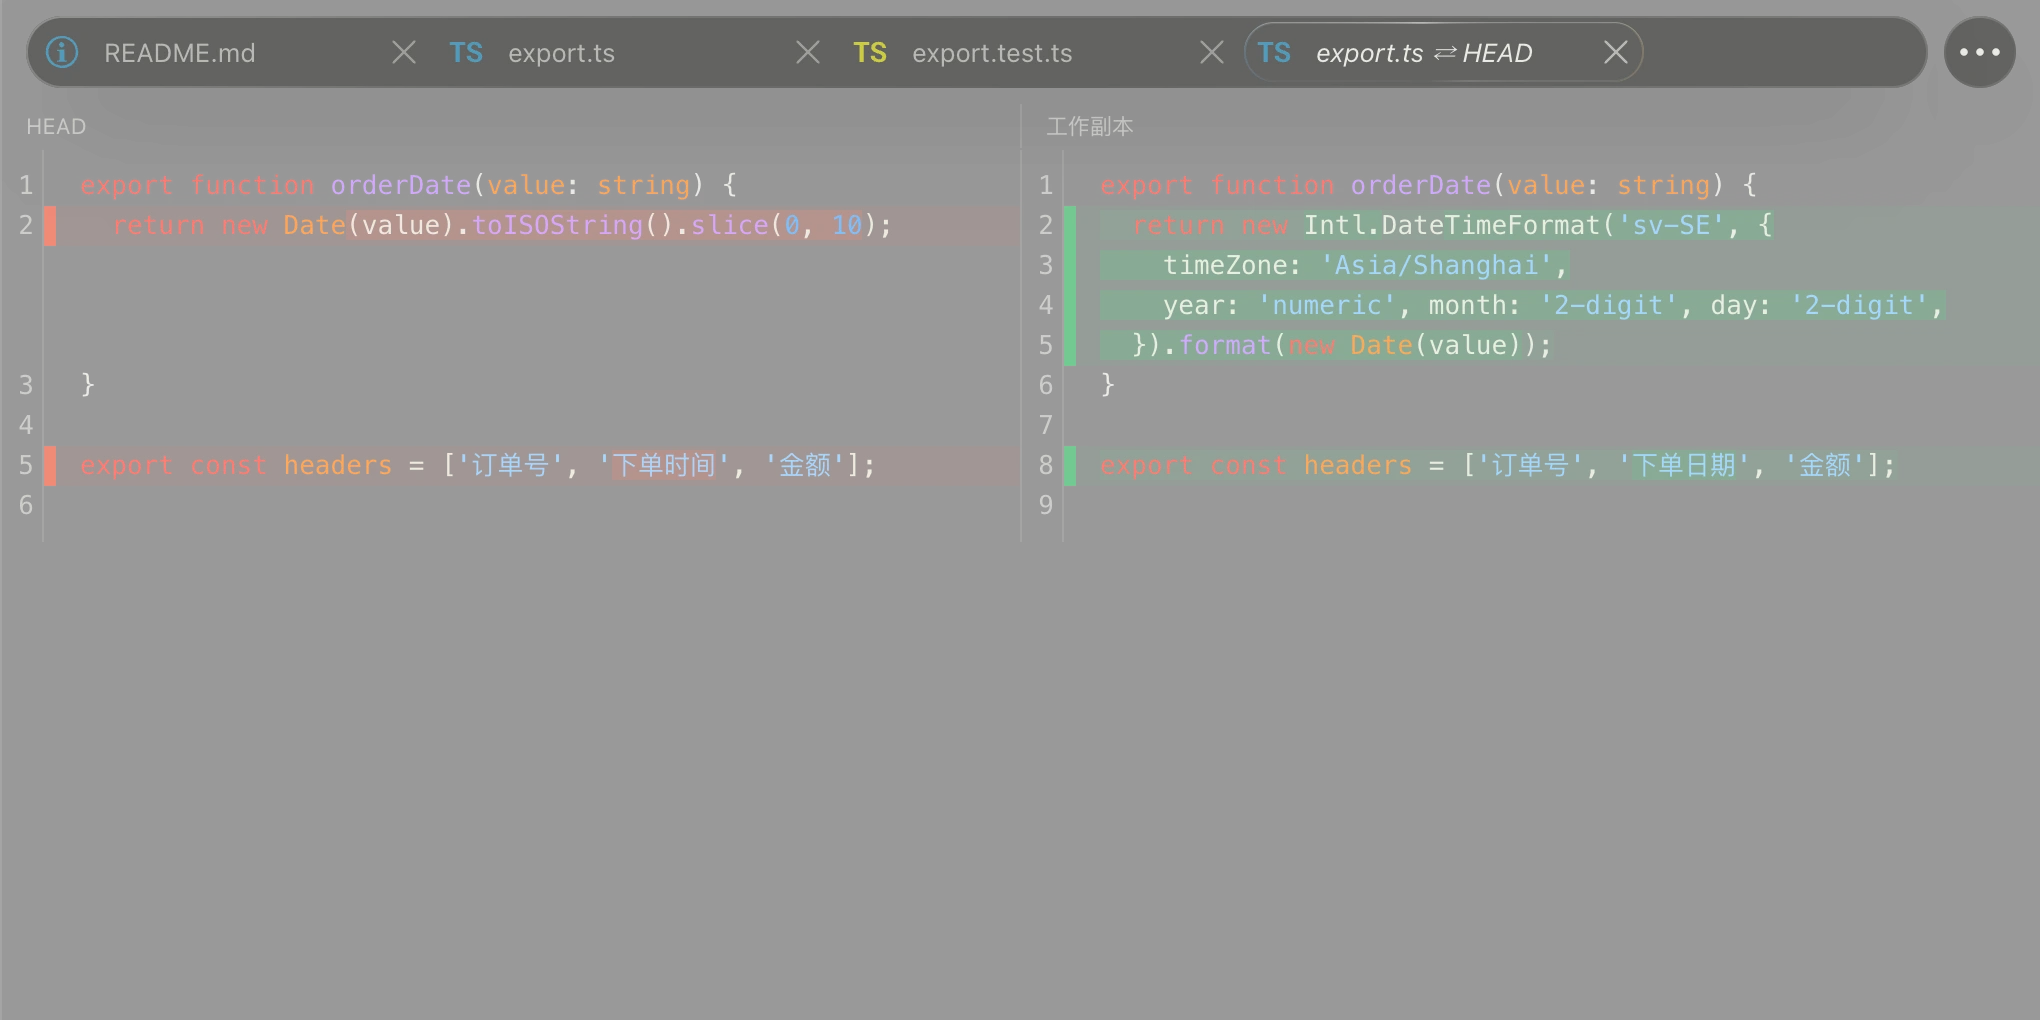 README.md
TS export.ts
TS export.test.ts
TS export.ts ⇄ HEAD
HEAD
1 export function orderDate(value: string) {
2   return new Date(value).toISOString().slice(0, 10);
3 }
4
5 export const headers = ['订单号', '下单时间', '金额'];
6
工作副本
1 export function orderDate(value: string) {
2   return new Intl.DateTimeFormat('sv-SE', {
3     timeZone: 'Asia/Shanghai',
4     year: 'numeric', month: '2-digit', day: '2-digit',
5   }).format(new Date(value));
6 }
7
8 export const headers = ['订单号', '下单日期', '金额'];
9